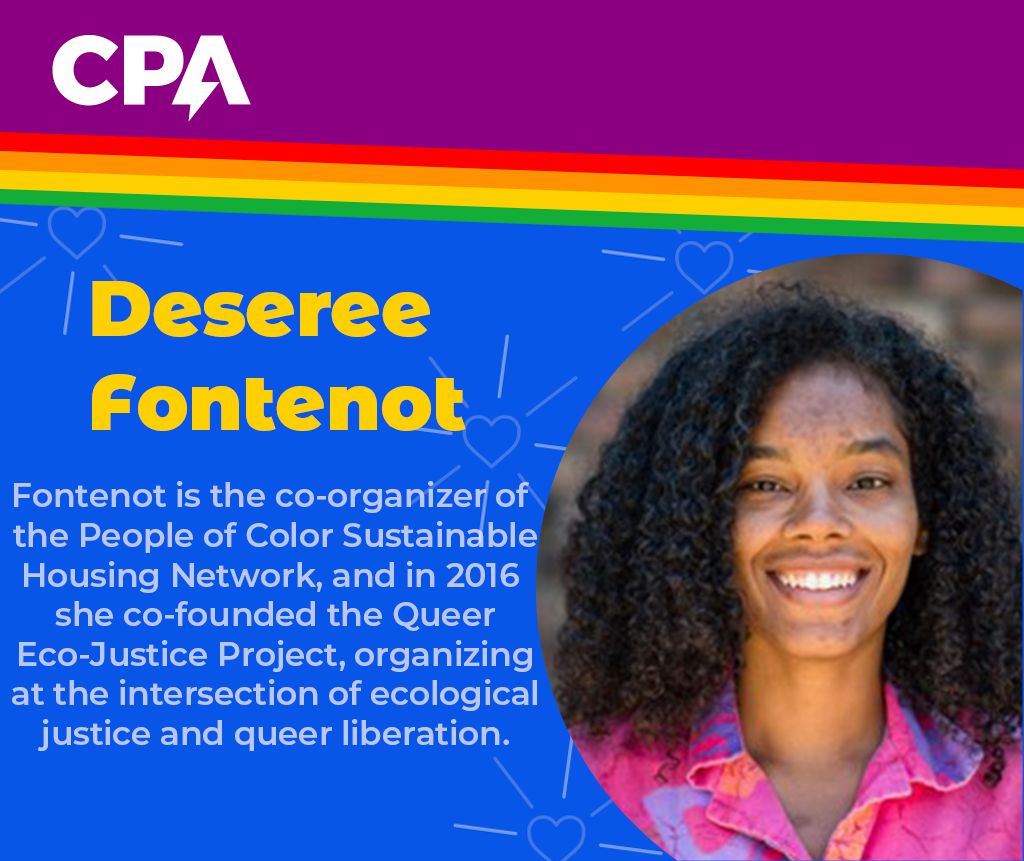 CPA
Deseree
Fontenot
Fontenot is the co-organizer of
the People of Color Sustainable
Housing Network, and in 2016
she co-founded the Queer
Eco-Justice Project, organizing
at the intersection of ecological
justice and queer liberation.